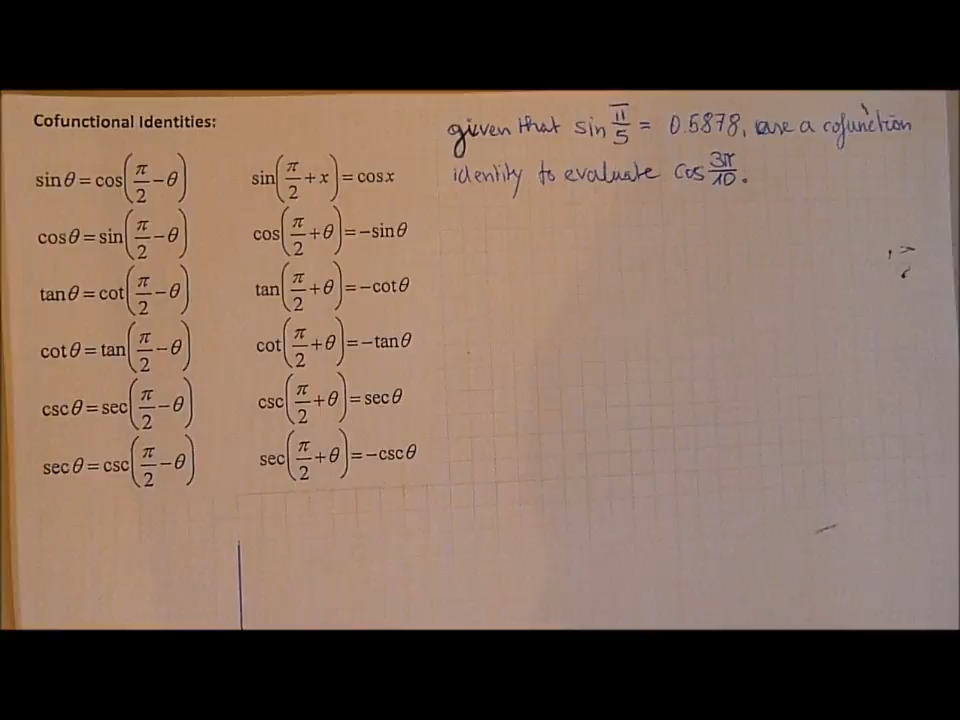 Cofunctional Identities:
sinθ = cos(π/2 − θ)
cosθ = sin(π/2 − θ)
tanθ = cot(π/2 − θ)
cotθ = tan(π/2 − θ)
cscθ = sec(π/2 − θ)
secθ = csc(π/2 − θ)
sin(π/2 + x) = cosx
cos(π/2 + θ) = −sinθ
tan(π/2 + θ) = −cotθ
cot(π/2 + θ) = −tanθ
csc(π/2 + θ) = secθ
sec(π/2 + θ) = −cscθ
given that sin π/5 = 0.5878, use a cofunction
identity to evaluate cos 3π/10.